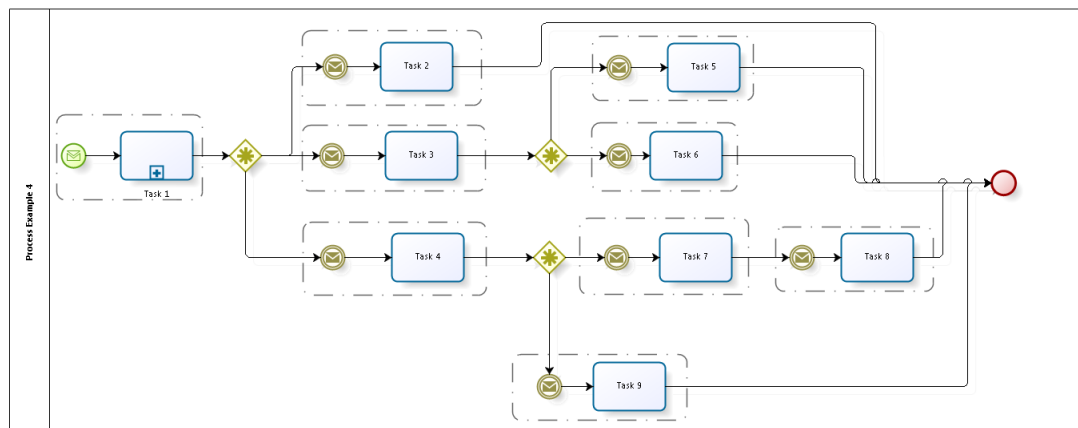 Process Example 4
Task 1
Task 2
Task 3
Task 4
Task 5
Task 6
Task 7
Task 8
Task 9